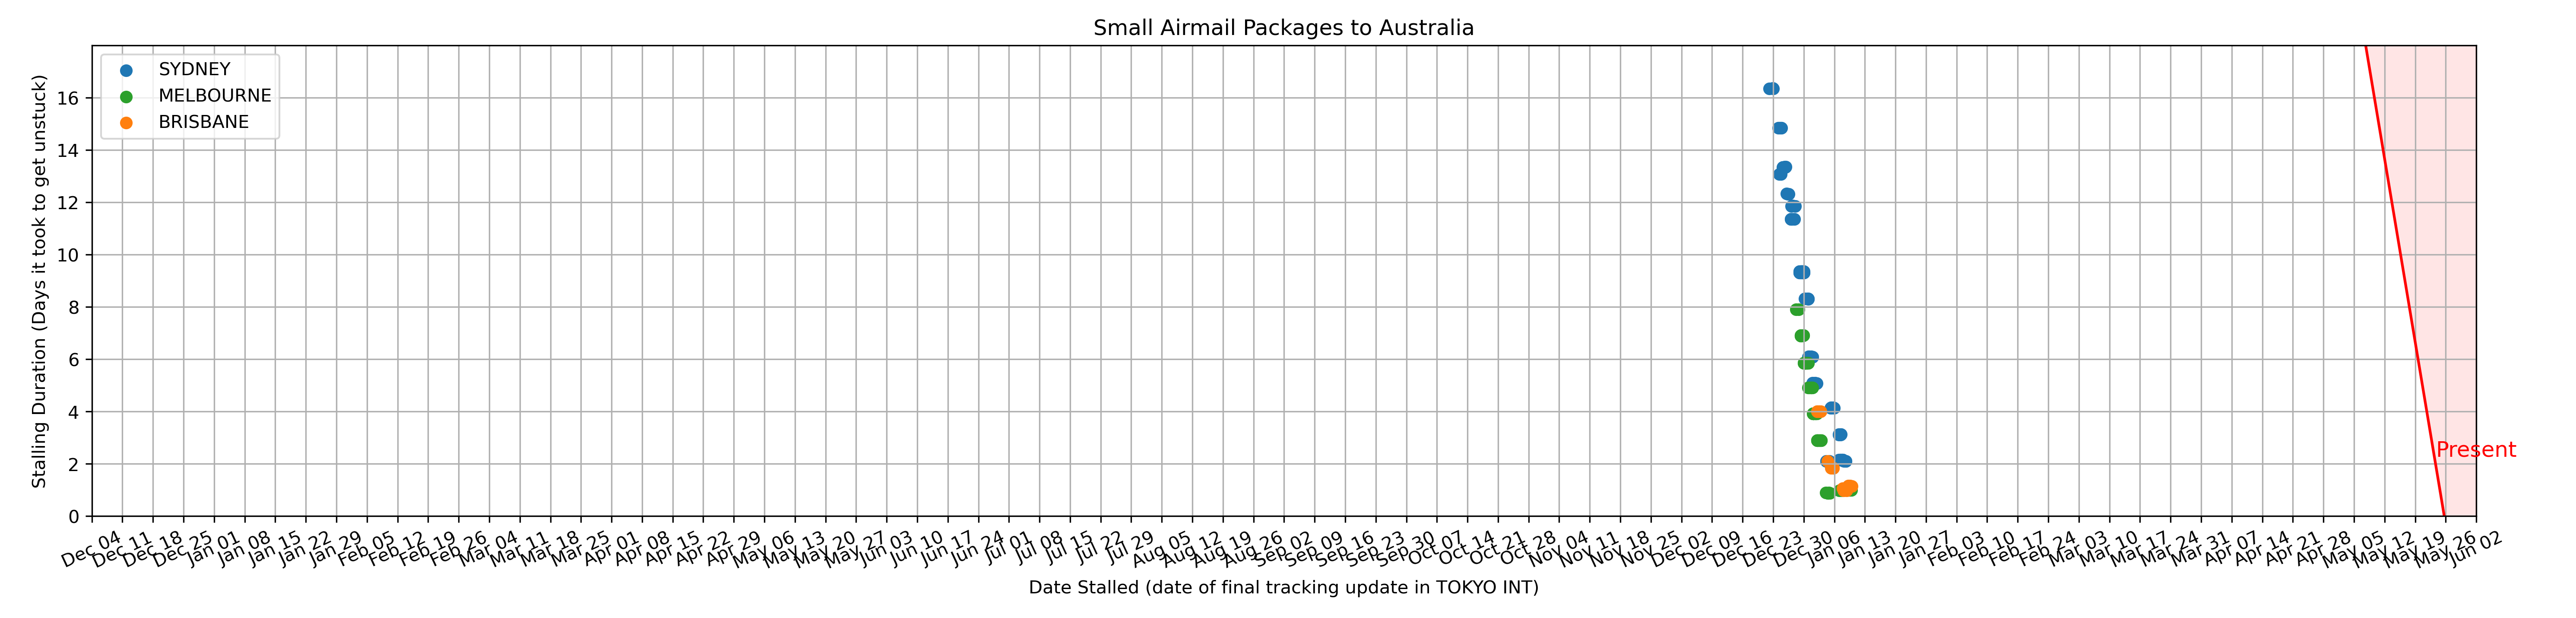 Small Airmail Packages to Australia
SYDNEY
MELBOURNE
BRISBANE
Stalling Duration (Days it took to get unstuck)
16
14
12
10
8
6
4
2
0
Present
Dec 04 Dec 11 Dec 18 Dec 25 Jan 01 Jan 08 Jan 15 Jan 22 Jan 29 Feb 05 Feb 12 Feb 19 Feb 26 Mar 04 Mar 11 Mar 18 Mar 25 Apr 01 Apr 08 Apr 15 Apr 22 Apr 29 May 06 May 13 May 20 May 27 Jun 03 Jun 10 Jun 17 Jun 24 Jul 01 Jul 08 Jul 15 Jul 22 Jul 29 Aug 05 Aug 12 Aug 19 Aug 26 Sep 02 Sep 09 Sep 16 Sep 23 Sep 30 Oct 07 Oct 14 Oct 21 Oct 28 Nov 04 Nov 11 Nov 18 Nov 25 Dec 02 Dec 09 Dec 16 Dec 23 Dec 30 Jan 06 Jan 13 Jan 20 Jan 27 Feb 03 Feb 10 Feb 17 Feb 24 Mar 03 Mar 10 Mar 17 Mar 24 Mar 31 Apr 07 Apr 14 Apr 21 Apr 28 May 05 May 12 May 19 May 26 Jun 02
Date Stalled (date of final tracking update in TOKYO INT)